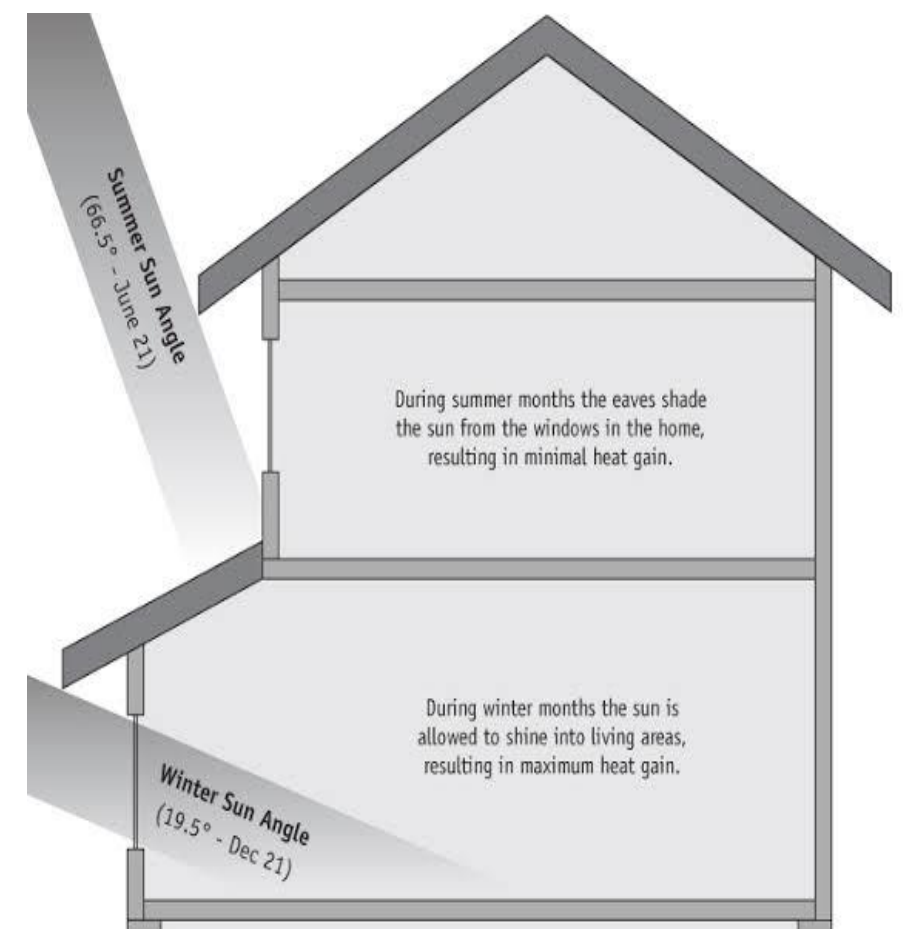 Summer Sun Angle
(66.5° - June 21)
During summer months the eaves shade
the sun from the windows in the home,
resulting in minimal heat gain.
During winter months the sun is
allowed to shine into living areas,
resulting in maximum heat gain.
Winter Sun Angle
(19.5° - Dec 21)